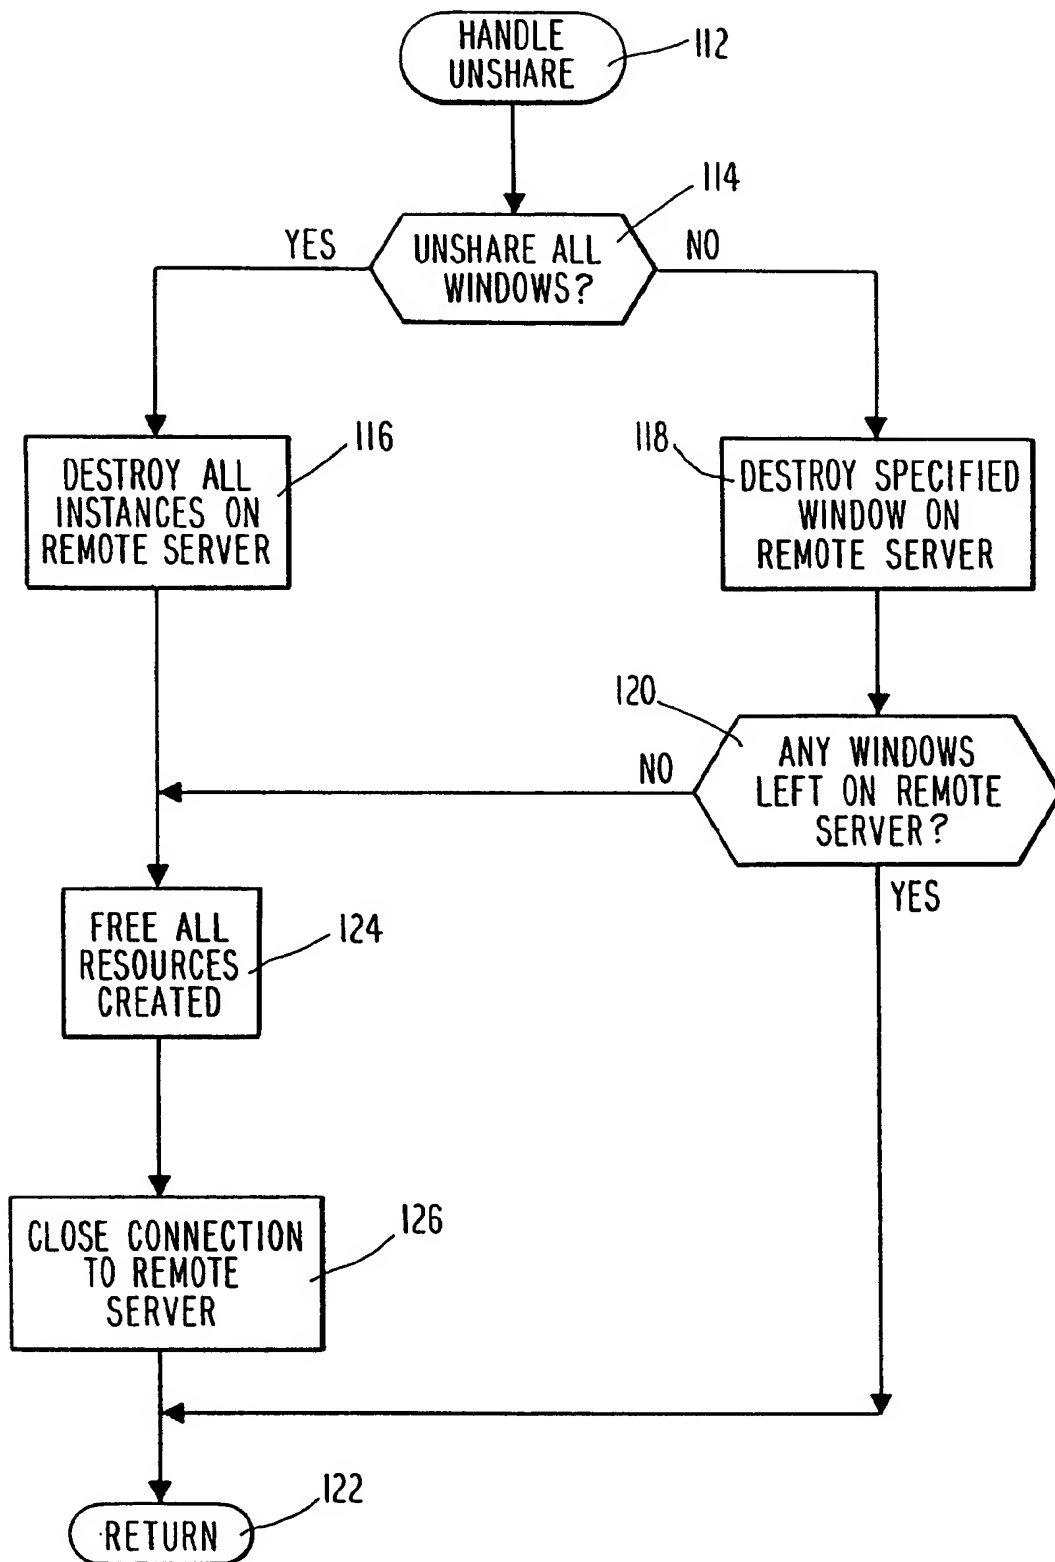 HANDLE
UNSHARE
112
114
YES
UNSHARE ALL
WINDOWS?
NO
116
118
DESTROY ALL
INSTANCES ON
REMOTE SERVER
DESTROY SPECIFIED
WINDOW ON
REMOTE SERVER
120
NO
ANY WINDOWS
LEFT ON REMOTE
SERVER?
YES
FREE ALL
RESOURCES
CREATED
124
CLOSE CONNECTION
TO REMOTE
SERVER
126
122
RETURN